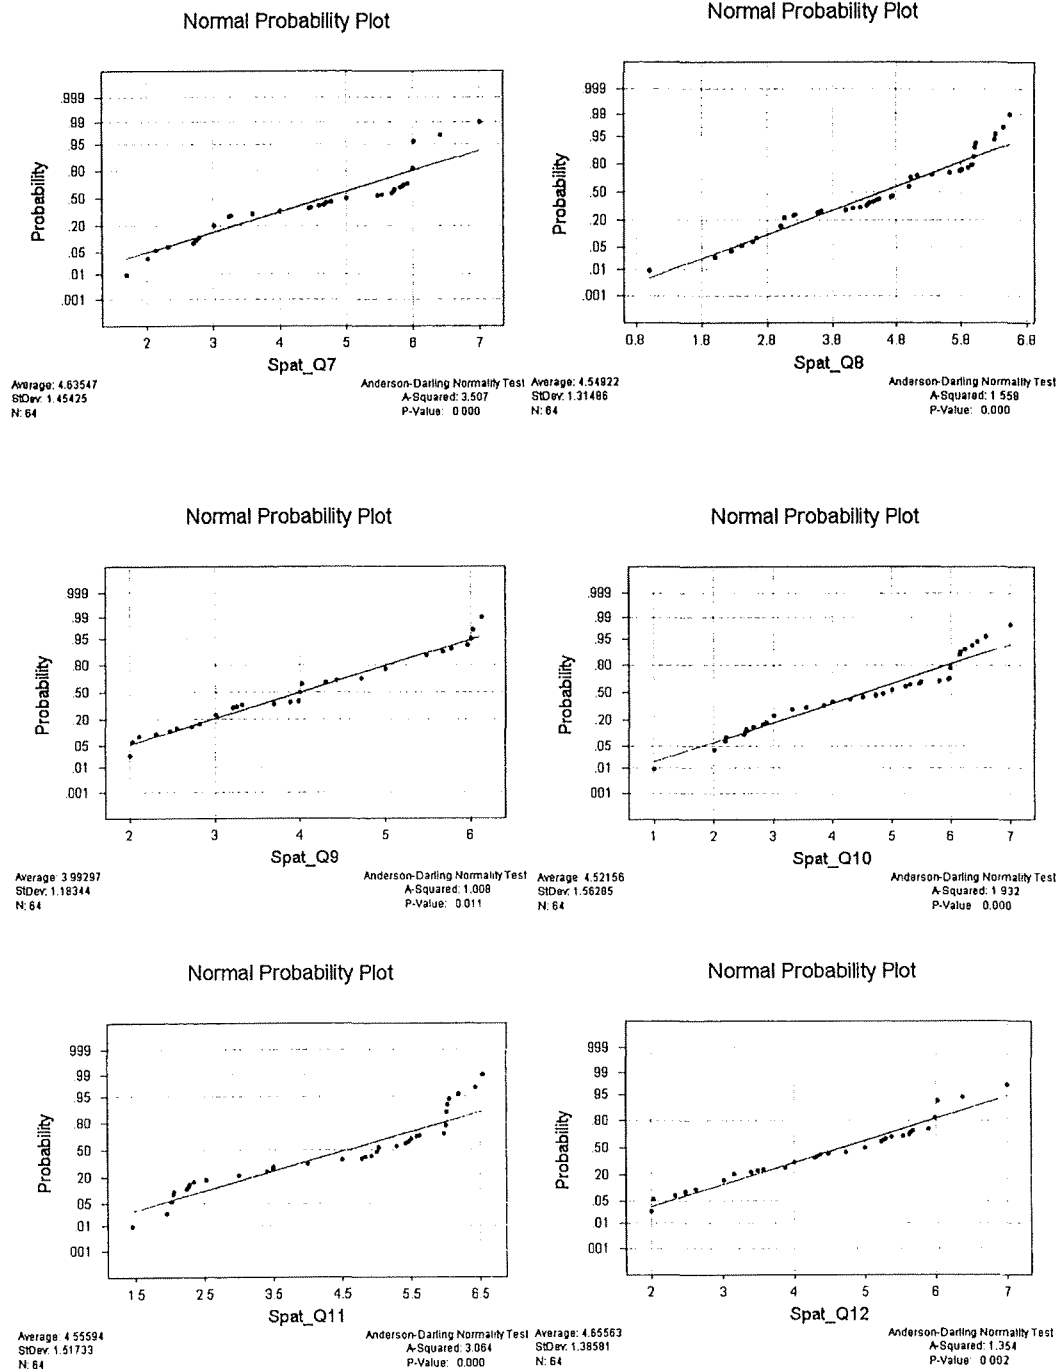 Normal Probability Plot
.999
.99
.95
.80
.50
.20
.05
.01
.001
Probability
2 3 4 5 6 7
Spat_Q7
Average: 4.63547
StDev: 1.45425
N: 64
Anderson-Darling Normality Test
A-Squared: 3.507
P-Value: 0.000
Normal Probability Plot
.999
.99
.95
.80
.50
.20
.05
.01
.001
Probability
0.8 1.8 2.8 3.8 4.8 5.8 6.8
Spat_Q8
Average: 4.54922
StDev: 1.31486
N: 64
Anderson-Darling Normality Test
A-Squared: 1 559
P-Value: 0.000
Normal Probability Plot
999
.99
.95
.80
.50
.20
.05
.01
.001
Probability
2 3 4 5 6
Spat_Q9
Average: 3 99297
StDev: 1.18344
N: 64
Anderson-Darling Normality Test
A-Squared: 1.008
P-Value: 0.011
Normal Probability Plot
.999
.99
.95
.80
.50
.20
.05
.01
.001
Probability
1 2 3 4 5 6 7
Spat_Q10
Average 4.52156
StDev: 1.56285
N: 64
Anderson-Darling Normality Test
A-Squared: 1 932
P-Value 0.000
Normal Probability Plot
999
.99
.95
.80
.50
.20
.05
.01
001
Probability
1 5 2.5 3.5 4.5 5.5 6 5
Spat_Q11
Average: 4 55594
StDev: 1.51733
N: 64
Anderson-Darling Normality Test
A-Squared: 3.064
P-Value: 0.000
Normal Probability Plot
999
.99
.95
.80
.50
.20
.05
.01
.001
Probability
2 3 4 5 6 7
Spat_Q12
Average: 4.65563
StDev: 1.38581
N: 64
Anderson-Darling Normality Test
A-Squared: 1.354
P-Value: 0 002